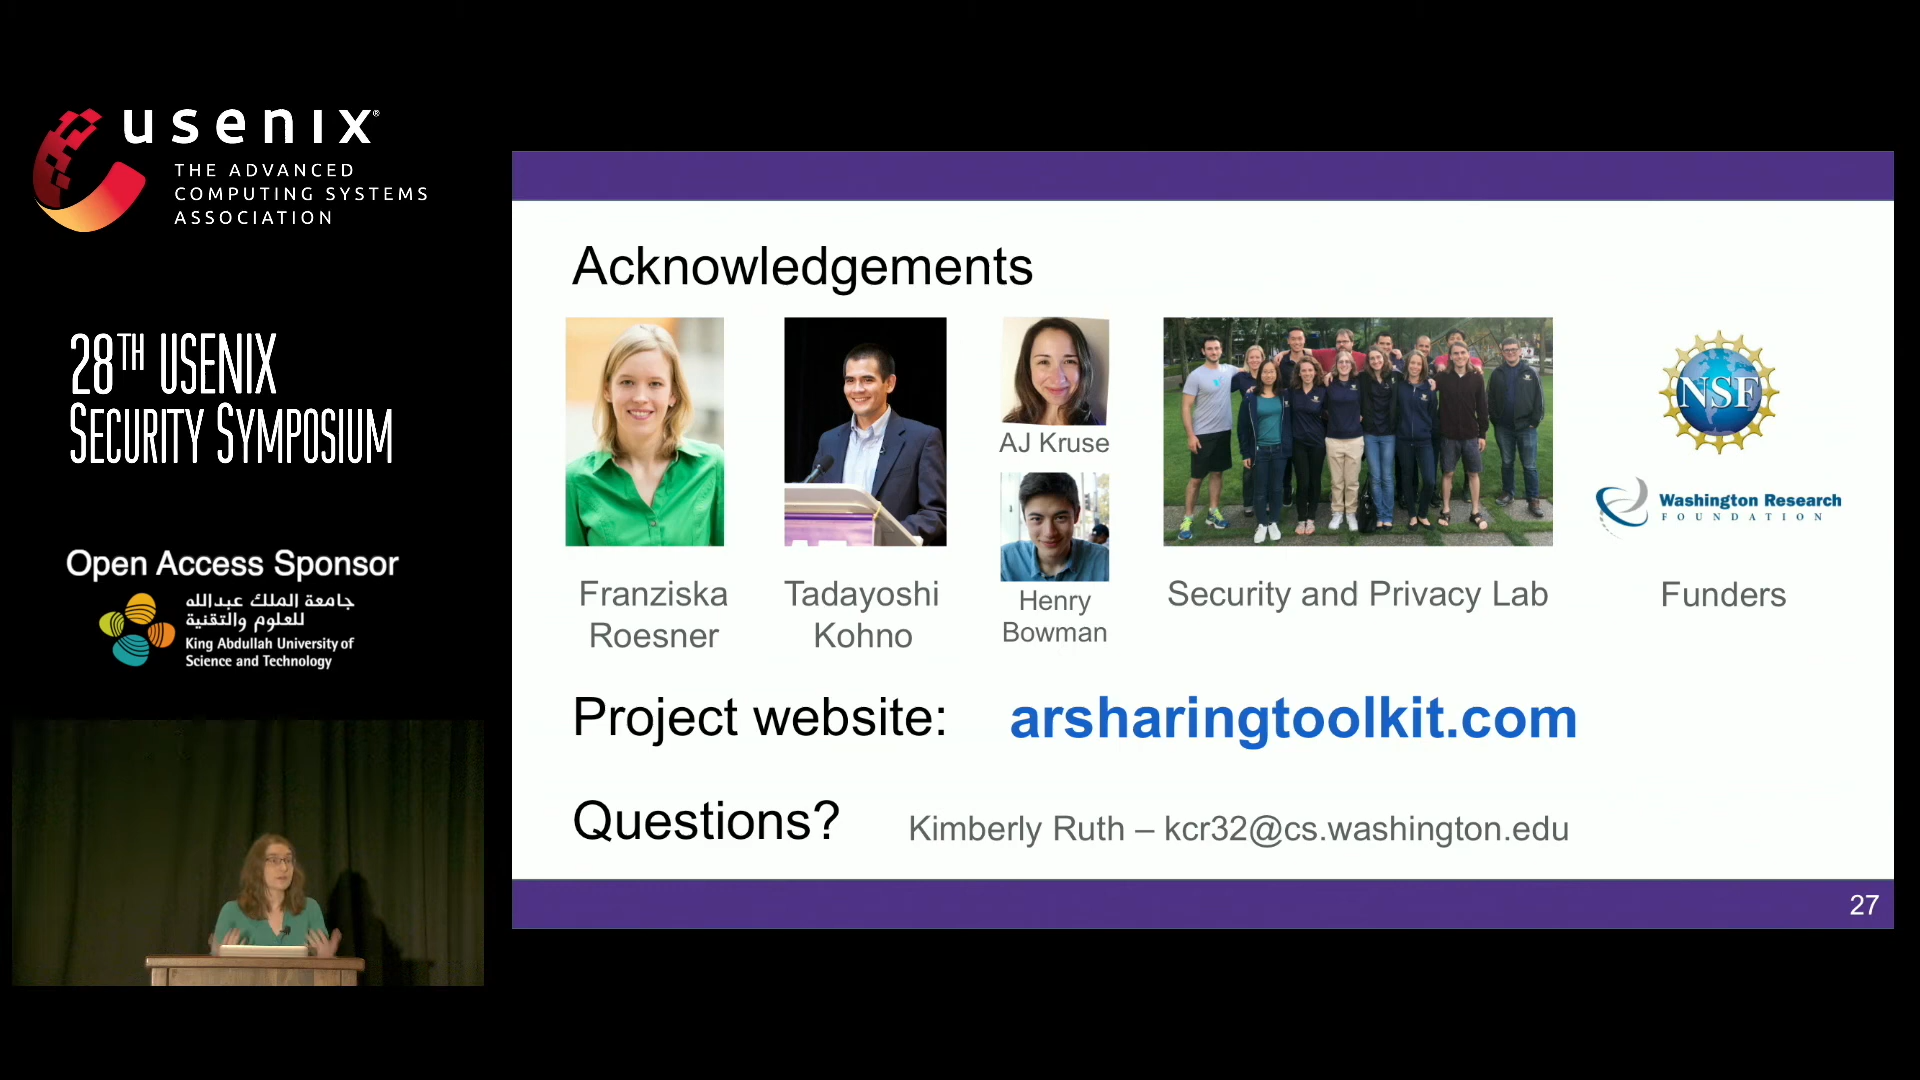 usenix®
THE ADVANCED
COMPUTING SYSTEMS
ASSOCIATION
28TH USENIX
SECURITY SYMPOSIUM
Open Access Sponsor
جامعة الملك عبدالله
للعلوم والتقنية
King Abdullah University of
Science and Technology
Acknowledgements
AJ Kruse
Henry
Bowman
Franziska
Roesner
Tadayoshi
Kohno
Security and Privacy Lab
NSF
Washington Research
FOUNDATION
Funders
Project website: arsharingtoolkit.com
Questions? Kimberly Ruth – kcr32@cs.washington.edu
27